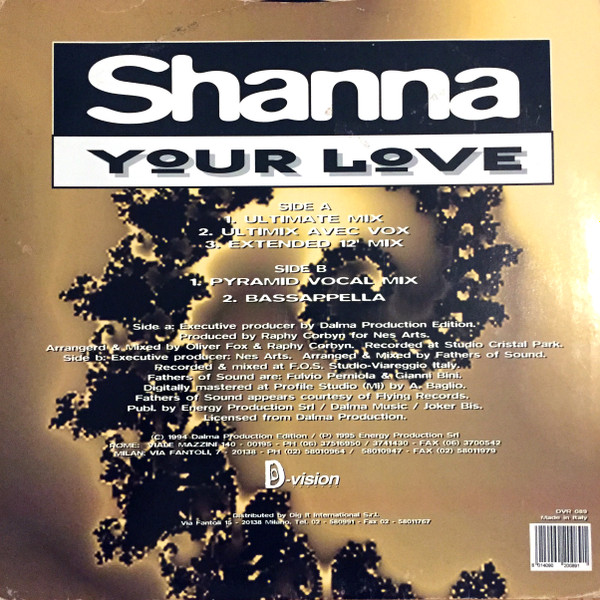 Shanna
YOUR LOVE
SIDE A
1. ULTIMATE MIX
2. ULTIMIX AVEC VOX
3. EXTENDED 12' MIX
SIDE B
1. PYRAMID VOCAL MIX
2. BASSAPPELLA
Side a: Executive producer by Dalma Production Edition.
Produced by Raphy Corbyn for Nes Arts.
Arrangerd & Mixed by Oliver Fox & Raphy Corbyn. Recorded at Studio Cristal Park.
Side b: Executive producer: Nes Arts. Arranged & Mixed by Fathers of Sound.
Recorded & mixed at F.O.S. Studio-Viareggio Italy.
Fathers of Sound are: Fulvio Perniola & Gianni Bini.
Digitally mastered at Profile Studio (Mi) by A. Baglio.
Fathers of Sound appears courtesy of Flying Records.
Publ. by Energy Production Srl / Dalma Music / Joker Bis.
Licensed from Dalma Production.
(C) 1994 Dalma Production Edition / (P) 1995 Energy Production Srl
ROME: VIALE MAZZINI 140 - 00195 - PH (06) 37516950 / 3741430 - FAX (06) 3700542
MILAN: VIA FANTOLI, 7 - 20138 - PH (02) 58010964 / 58010947 - FAX (02) 58011979
D-vision
Distributed by Dig It International S.r.l.
Via Fantoli 15 - 20138 Milano. Tel. 02 - 580991 - Fax 02 - 58011767
DVR 089
Made in Italy
8 014090 200891